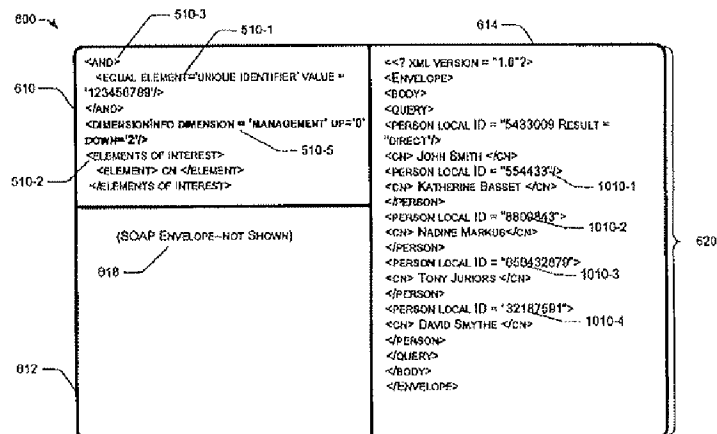 600
510-3
510-1
614
<AND>
<EQUAL ELEMENT='UNIQUE IDENTIFIER' VALUE =
'123456789'/>
</AND>
<DIMENSIONINFO DIMENSION = 'MANAGEMENT' UP='0'
DOWN='2'/>
<ELEMENTS OF INTEREST>
<ELEMENT> CN </ELEMENT>
</ELEMENTS OF INTEREST>
610
510-5
510-2
(SOAP ENVELOPE--NOT SHOWN)
618
612
<<? XML VERSION = "1.0"?>
<ENVELOPE>
<BODY>
<QUERY>
<PERSON LOCAL ID = "5433009 RESULT =
"DIRECT"/>
<CN> JOHN SMITH </CN>
<PERSON LOCAL ID = "554433"/>
<CN> KATHERINE BASSET </CN>
</PERSON>
<PERSON LOCAL ID = "8809843">
<CN> NADINE MARKUS</CN>
</PERSON>
<PERSON LOCAL ID = "658432879">
<CN> TONY JURIORS </CN>
</PERSON>
<PERSON LOCAL ID = "32187591">
<CN> DAVID SMYTHE </CN>
</PERSON>
</QUERY>
</BODY>
</ENVELOPE>
1010-1
1010-2
1010-3
1010-4
620